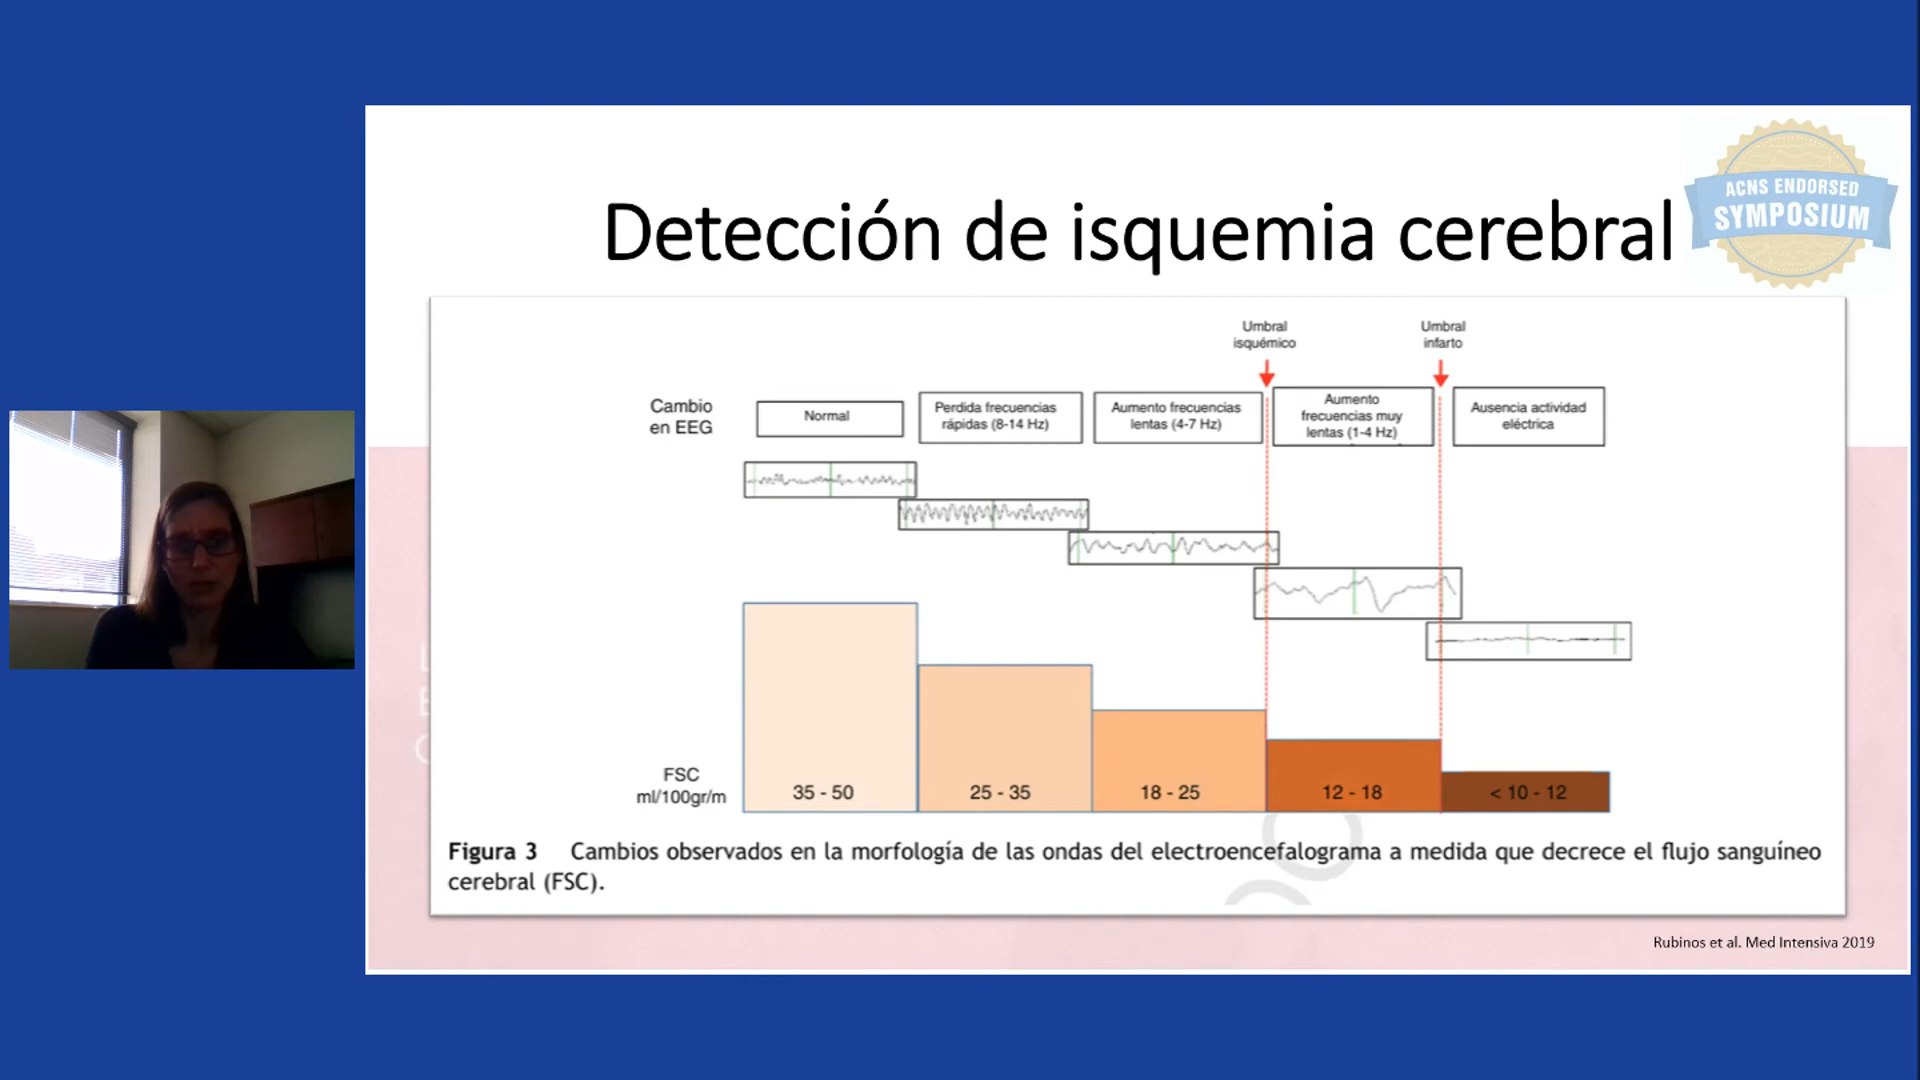 ACNS ENDORSED
SYMPOSIUM
Detección de isquemia cerebral
Umbral
isquémico
Umbral
infarto
Cambio
en EEG
Normal
Perdida frecuencias
rápidas (8-14 Hz)
Aumento frecuencias
lentas (4-7 Hz)
Aumento
frecuencias muy
lentas (1-4 Hz)
Ausencia actividad
eléctrica
FSC
ml/100gr/m
35 - 50
25 - 35
18 - 25
12 - 18
< 10 - 12
Figura 3 Cambios observados en la morfología de las ondas del electroencefalograma a medida que decrece el flujo sanguíneo
cerebral (FSC).
Rubinos et al. Med Intensiva 2019